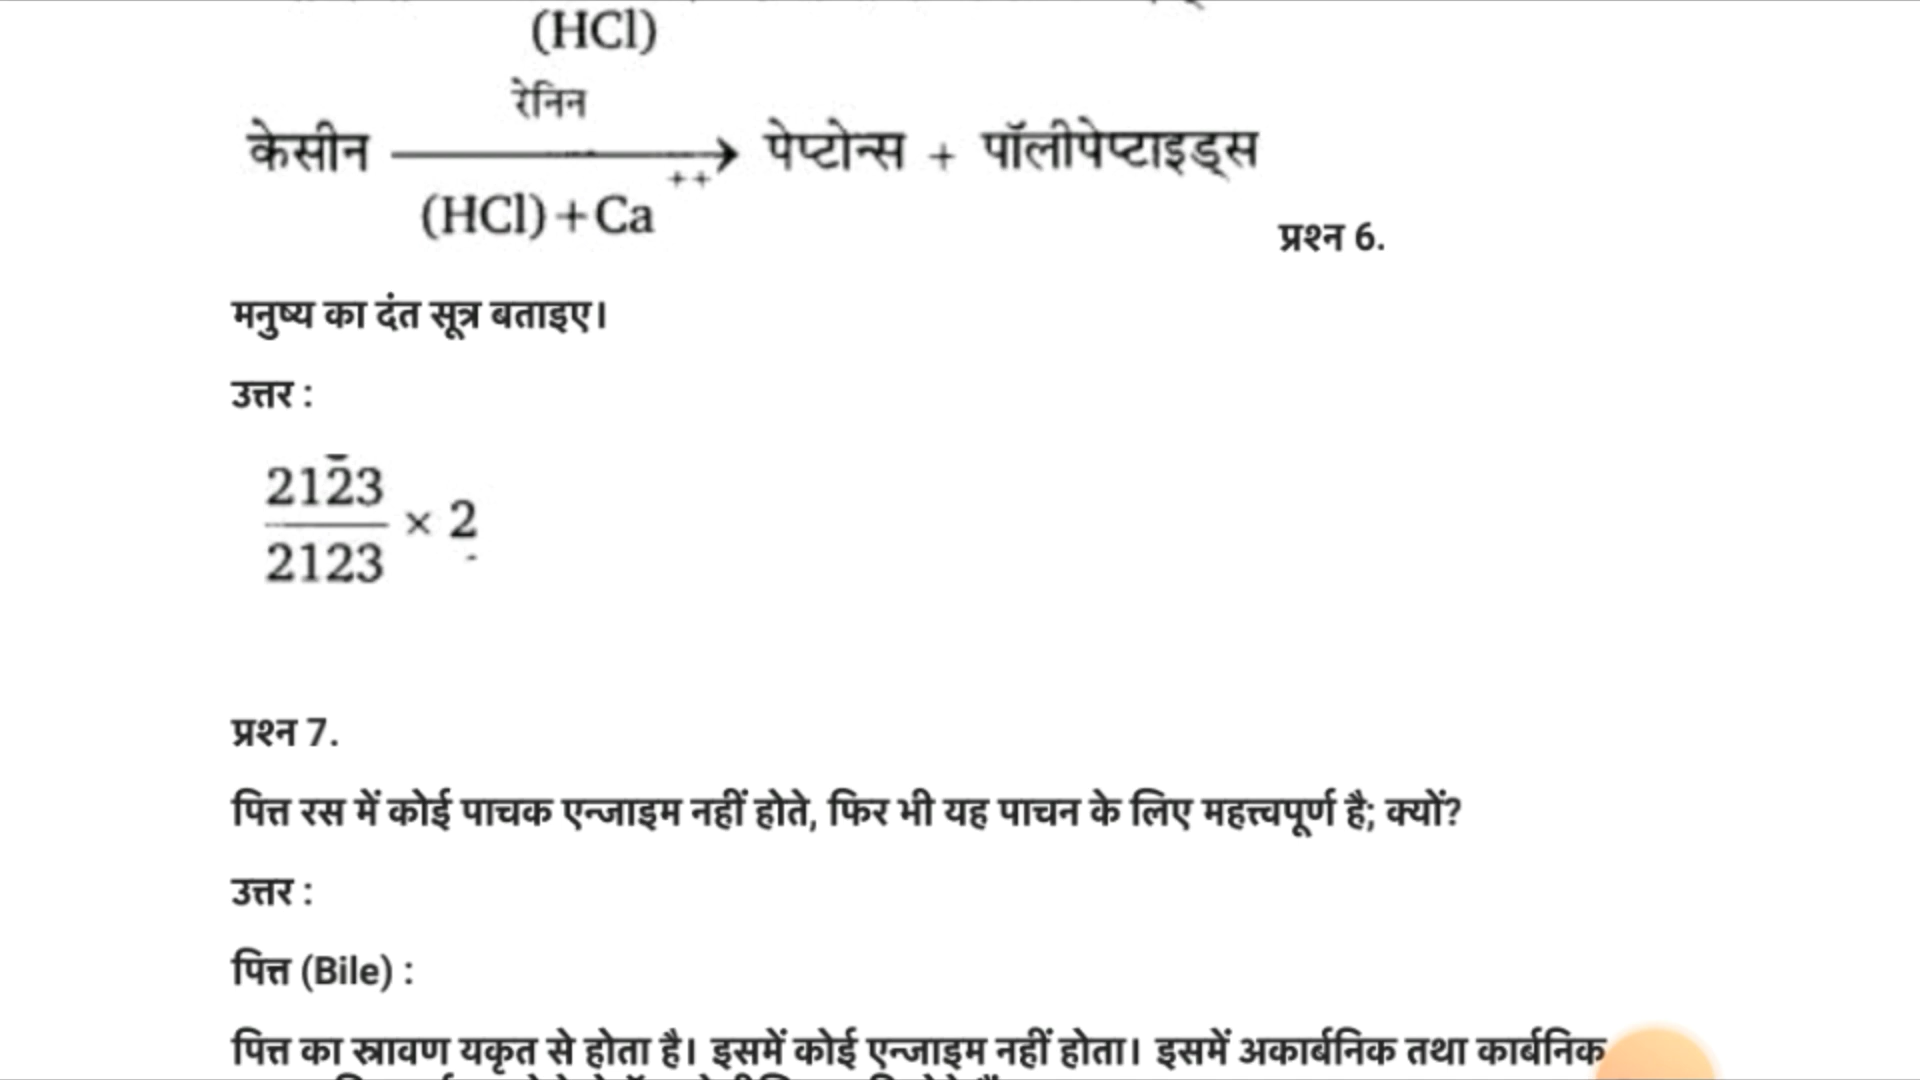 (HCl)
रेनिन
केसीन ⟶ पेप्टोन्स + पॉलीपेप्टाइड्स
(HCl)+Ca⁺⁺
प्रश्न 6.
मनुष्य का दंत सूत्र बताइए।
उत्तर :
2123
× 2
2123
प्रश्न 7.
पित्त रस में कोई पाचक एन्जाइम नहीं होते, फिर भी यह पाचन के लिए महत्त्वपूर्ण है; क्यों?
उत्तर :
पित्त (Bile) :
पित्त का स्रावण यकृत से होता है। इसमें कोई एन्जाइम नहीं होता। इसमें अकार्बनिक तथा कार्बनिक